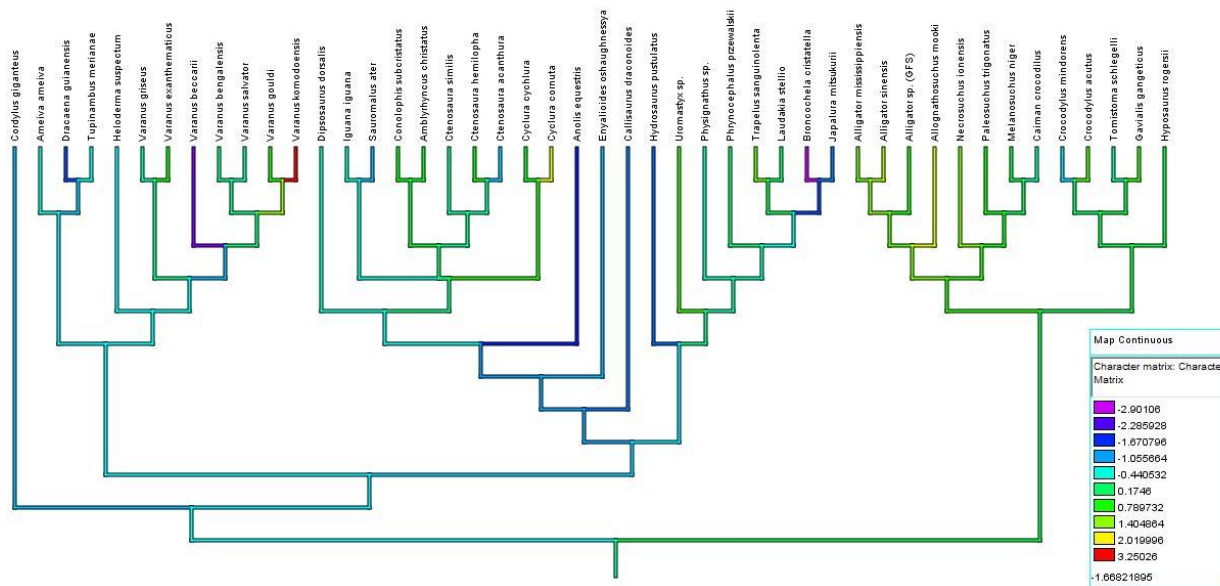 Cordylus giganteus
Ameiva ameiva
Dracaena guianensis
Tupinambus merianae
Heloderma suspectum
Varanus griseus
Varanus exanthematicus
Varanus beccarii
Varanus bengalensis
Varanus salvator
Varanus gouldi
Varanus komodoensis
Dipsosaurus dorsalis
Iguana iguana
Sauromalus ater
Conolophis subcristatus
Amblyrhyncus christatus
Ctenosaura similis
Ctenosaura hemilopha
Ctenosaura acanthura
Cyclura cychlura
Cyclura cornuta
Anolis equestris
Enyalioides oshaughnessya
Callisaurus draconoides
Hydrosaurus pustulatus
Uromastyx sp.
Physignathus sp.
Phynocephalus przewalskii
Trapelus sanguinolenta
Laudakia stellio
Broncochela cristatella
Japalura mitsukurii
Alligator mississippiensis
Alligator sinensis
Alligator sp. (GFS)
Allognathosuchus mooki
Necrosuchus ionensis
Paleosuchus trigonatus
Melanosuchus niger
Caiman crocodilus
Crocodylus mindorens
Crocodylus acutus
Tomistoma schlegelli
Gavialis gangeticus
Hyposaurus rogersii
Map Continuous
Character matrix: Characte
Matrix
-2.90106
-2.285928
-1.670796
-1.055664
-0.440532
0.1746
0.789732
1.404864
2.019996
3.25026
-1.66821895